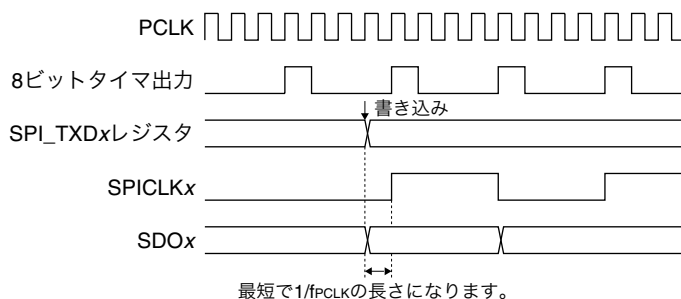 PCLK
8ビットタイマ出力
書き込み
SPI_TXDxレジスタ
SPICLKx
SDOx
最短で1/fPCLKの長さになります。